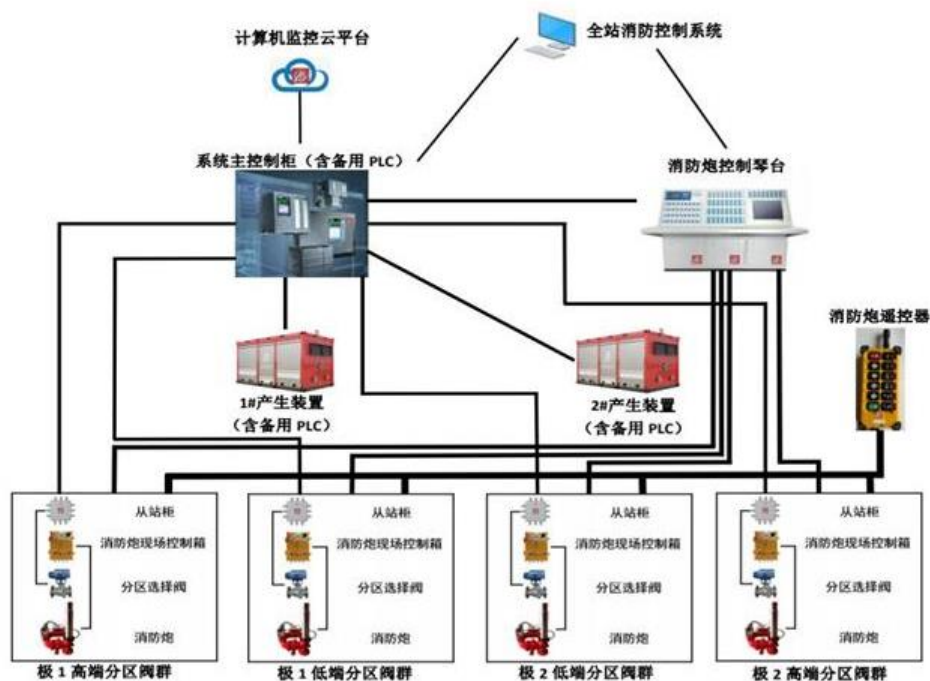 计算机监控云平台
全站消防控制系统
系统主控制柜（含备用 PLC）
消防炮控制琴台
消防炮遥控器
1#产生装置
（含备用 PLC）
2#产生装置
（含备用 PLC）
从站柜
消防炮现场控制箱
分区选择阀
消防炮
极 1 高端分区阀群
从站柜
消防炮现场控制箱
分区选择阀
消防炮
极 1 低端分区阀群
从站柜
消防炮现场控制箱
分区选择阀
消防炮
极 2 低端分区阀群
从站柜
消防炮现场控制箱
分区选择阀
消防炮
极 2 高端分区阀群